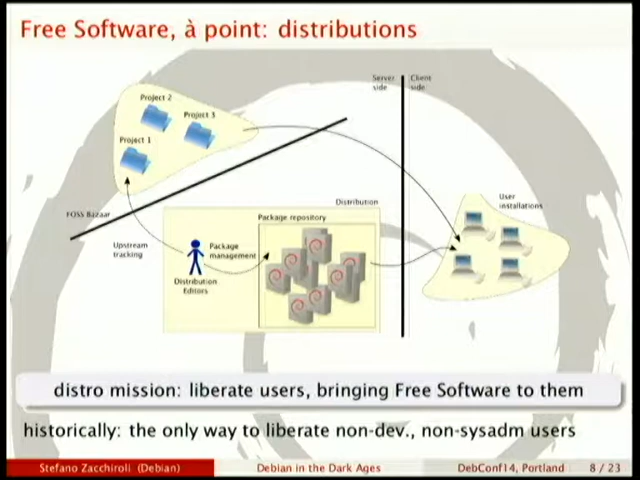 Free Software, à point: distributions
Server side
Client side
Project 2
Project 3
Project 1
FOSS Bazaar
User installations
Distribution
Package repository
Upstream tracking
Package management
Distribution Editors
distro mission: liberate users, bringing Free Software to them
historically: the only way to liberate non-dev., non-sysadm users
Stefano Zacchiroli (Debian)
Debian in the Dark Ages
DebConf14, Portland
8 / 23